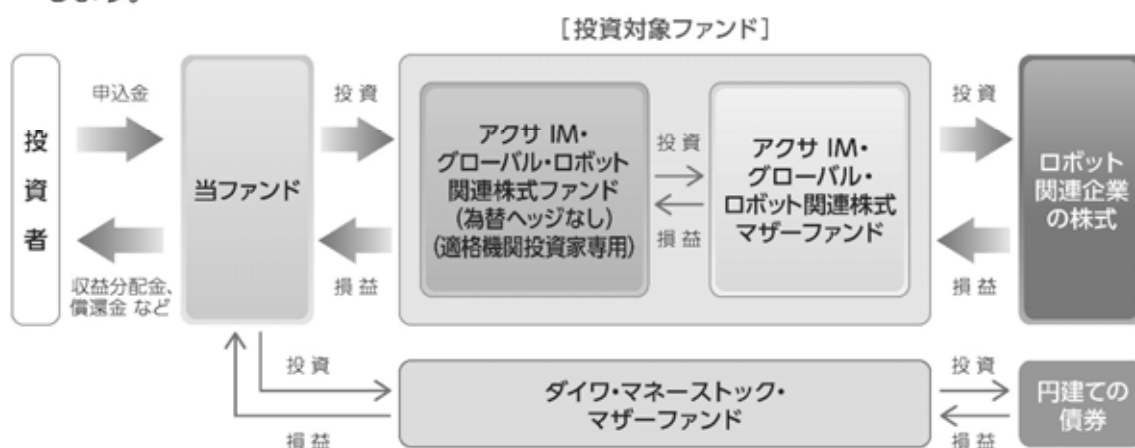 します。
[投資対象ファンド]
投資者
申込金
収益分配金、
償還金 など
当ファンド
投資
損益
アクサ IM・
グローバル・ロボット
関連株式ファンド
(為替ヘッジなし)
(適格機関投資家専用)
投資
損益
アクサ IM・
グローバル・
ロボット関連株式
マザーファンド
投資
損益
ロボット
関連企業
の株式
投資
損益
ダイワ・マネーストック・
マザーファンド
投資
損益
円建ての
債券